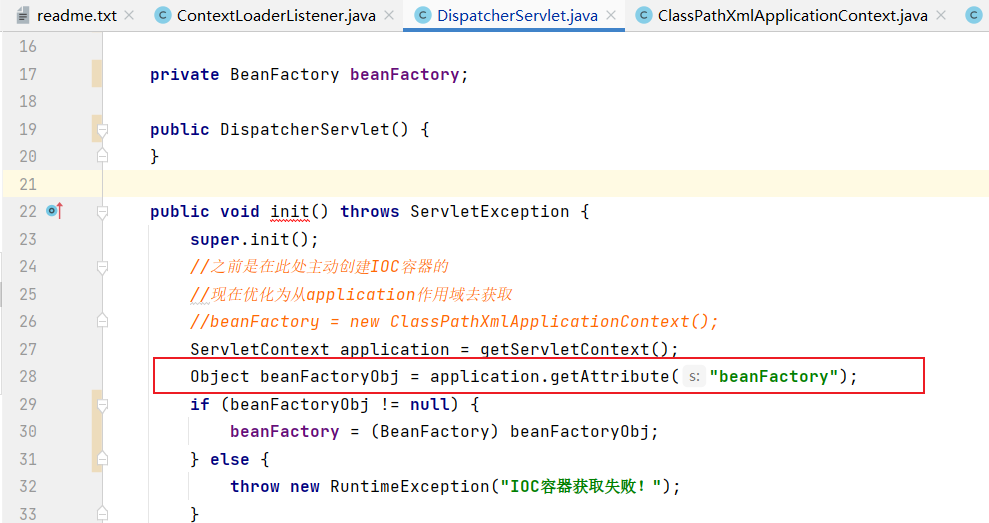 readme.txt ContextLoaderListener.java DispatcherServlet.java ClassPathXmlApplicationContext.java
16
17 private BeanFactory beanFactory;
18
19 public DispatcherServlet() {
20 }
21
22 public void init() throws ServletException {
23 super.init();
24 //之前是在此处主动创建IOC容器的
25 //现在优化为从application作用域去获取
26 //beanFactory = new ClassPathXmlApplicationContext();
27 ServletContext application = getServletContext();
28 Object beanFactoryObj = application.getAttribute( s: "beanFactory");
29 if (beanFactoryObj != null) {
30 beanFactory = (BeanFactory) beanFactoryObj;
31 } else {
32 throw new RuntimeException("IOC容器获取失败！");
33 }